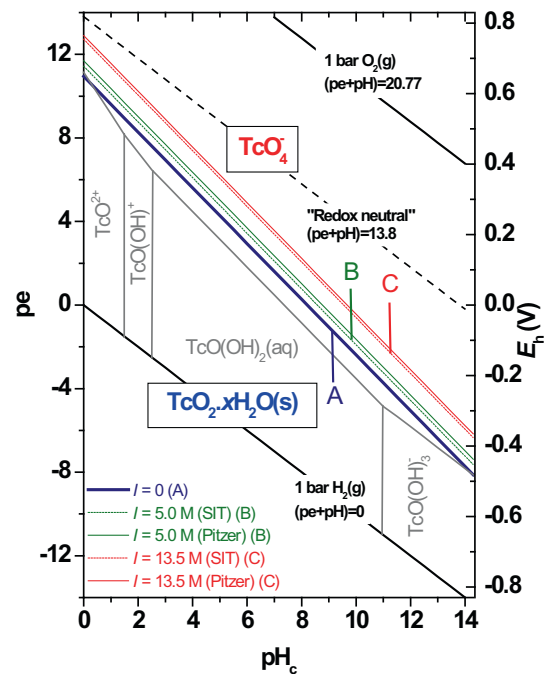 12
8
4
0
-4
-8
-12
pe
0
2
4
6
8
10
12
14
pH_c
0.8
0.6
0.4
0.2
0.0
-0.2
-0.4
-0.6
-0.8
E_h (V)
1 bar O₂(g)
(pe+pH)=20.77
TcO₄⁻
"Redox neutral"
(pe+pH)=13.8
TcO²⁺
TcO(OH)⁺
B
C
TcO(OH)₂(aq)
A
TcO₂.xH₂O(s)
TcO(OH)₃⁻
1 bar H₂(g)
(pe+pH)=0
I = 0 (A)
I = 5.0 M (SIT) (B)
I = 5.0 M (Pitzer) (B)
I = 13.5 M (SIT) (C)
I = 13.5 M (Pitzer) (C)